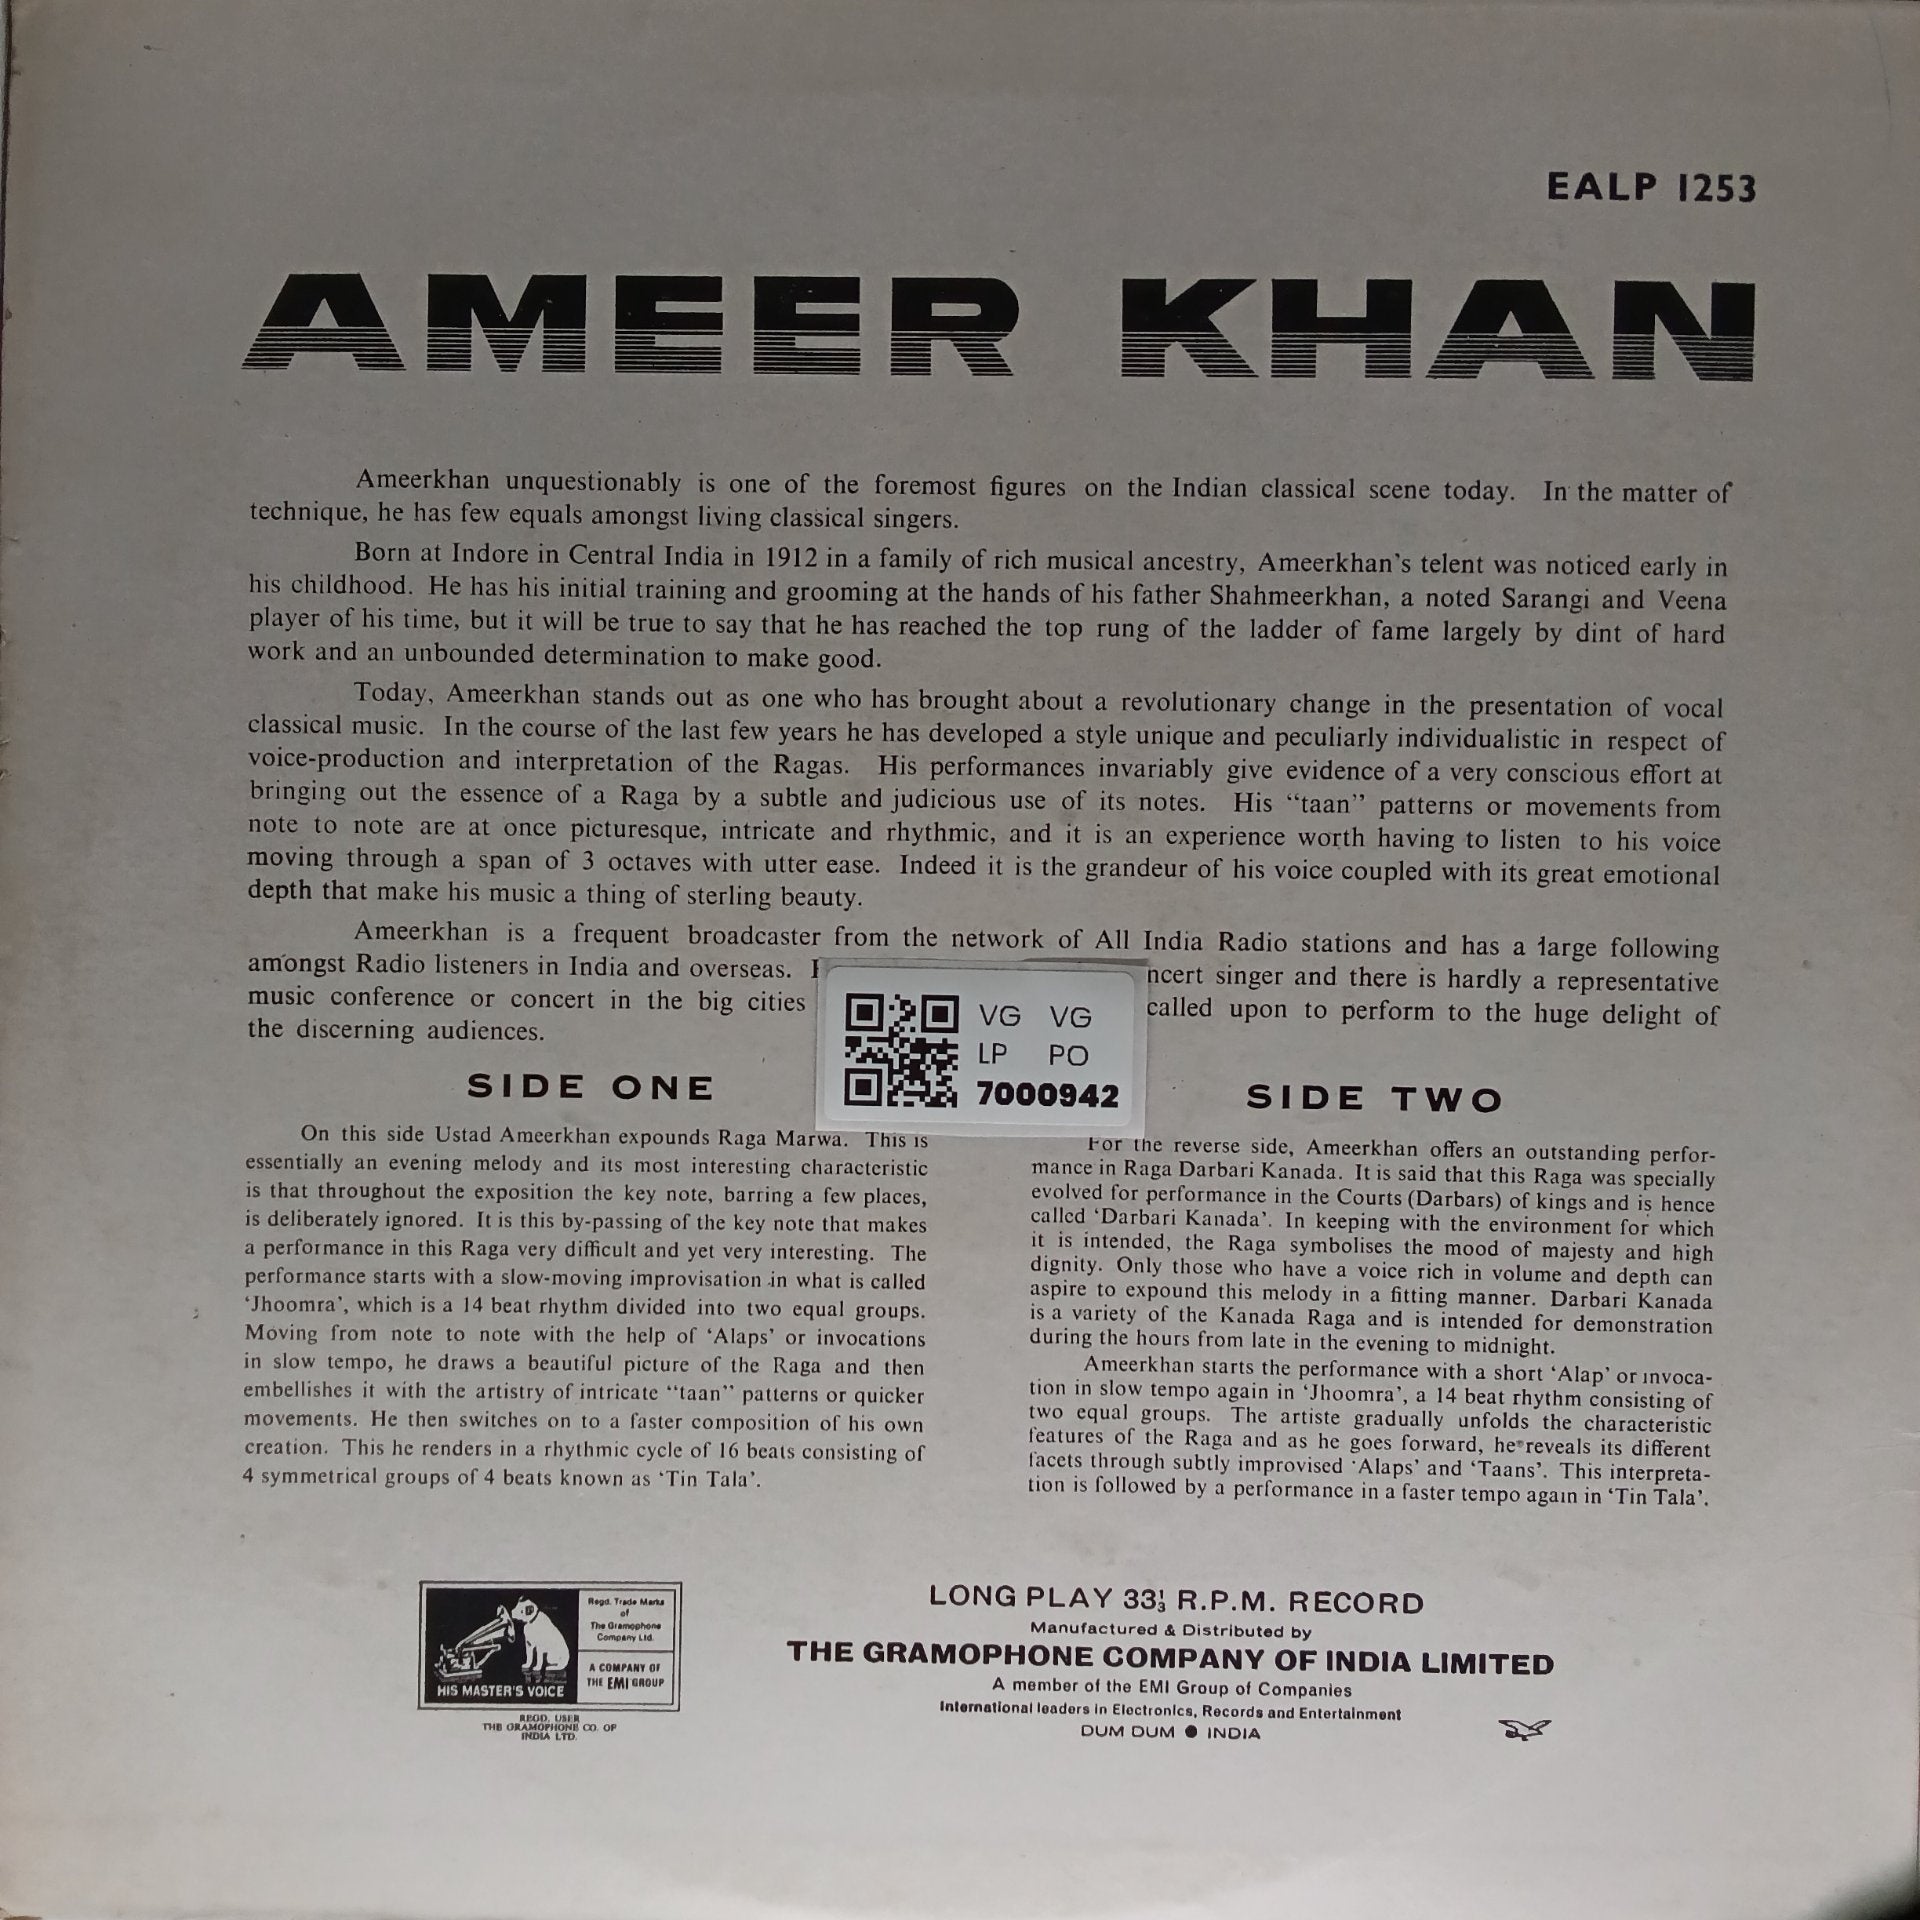 EALP 1253
AMEER KHAN
Ameerkhan unquestionably is one of the foremost figures on the Indian classical scene today. In the matter of
technique, he has few equals amongst living classical singers.
Born at Indore in Central India in 1912 in a family of rich musical ancestry, Ameerkhan's telent was noticed early in
his childhood. He has his initial training and grooming at the hands of his father Shahmeerkhan, a noted Sarangi and Veena
player of his time, but it will be true to say that he has reached the top rung of the ladder of fame largely by dint of hard
work and an unbounded determination to make good.
Today, Ameerkhan stands out as one who has brought about a revolutionary change in the presentation of vocal
classical music. In the course of the last few years he has developed a style unique and peculiarly individualistic in respect of
voice-production and interpretation of the Ragas. His performances invariably give evidence of a very conscious effort at
bringing out the essence of a Raga by a subtle and judicious use of its notes. His "taan" patterns or movements from
note to note are at once picturesque, intricate and rhythmic, and it is an experience worth having to listen to his voice
moving through a span of 3 octaves with utter ease. Indeed it is the grandeur of his voice coupled with its great emotional
depth that make his music a thing of sterling beauty.
Ameerkhan is a frequent broadcaster from the network of All India Radio stations and has a large following
amongst Radio listeners in India and overseas. ncert singer and there is hardly a representative
music conference or concert in the big cities called upon to perform to the huge delight of
the discerning audiences.
VG VG
LP PO
7000942
SIDE ONE
On this side Ustad Ameerkhan expounds Raga Marwa. This is
essentially an evening melody and its most interesting characteristic
is that throughout the exposition the key note, barring a few places,
is deliberately ignored. It is this by-passing of the key note that makes
a performance in this Raga very difficult and yet very interesting. The
performance starts with a slow-moving improvisation in what is called
'Jhoomra', which is a 14 beat rhythm divided into two equal groups.
Moving from note to note with the help of 'Alaps' or invocations
in slow tempo, he draws a beautiful picture of the Raga and then
embellishes it with the artistry of intricate "taan" patterns or quicker
movements. He then switches on to a faster composition of his own
creation. This he renders in a rhythmic cycle of 16 beats consisting of
4 symmetrical groups of 4 beats known as 'Tin Tala'.
SIDE TWO
For the reverse side, Ameerkhan offers an outstanding perfor-
mance in Raga Darbari Kanada. It is said that this Raga was specially
evolved for performance in the Courts (Darbars) of kings and is hence
called 'Darbari Kanada'. In keeping with the environment for which
it is intended, the Raga symbolises the mood of majesty and high
dignity. Only those who have a voice rich in volume and depth can
aspire to expound this melody in a fitting manner. Darbari Kanada
is a variety of the Kanada Raga and is intended for demonstration
during the hours from late in the evening to midnight.
Ameerkhan starts the performance with a short 'Alap' or invoca-
tion in slow tempo again in 'Jhoomra', a 14 beat rhythm consisting of
two equal groups. The artiste gradually unfolds the characteristic
features of the Raga and as he goes forward, he reveals its different
facets through subtly improvised 'Alaps' and 'Taans'. This interpreta-
tion is followed by a performance in a faster tempo again in 'Tin Tala'.
HIS MASTER'S VOICE
Regd. Trade Marks
of
The Gramophone
Company Ltd.
A COMPANY OF
THE EMI GROUP
REGD. USER
THE GRAMOPHONE CO. OF
INDIA LTD.
LONG PLAY 33⅓ R.P.M. RECORD
Manufactured & Distributed by
THE GRAMOPHONE COMPANY OF INDIA LIMITED
A member of the EMI Group of Companies
International leaders in Electronics, Records and Entertainment
DUM DUM ● INDIA